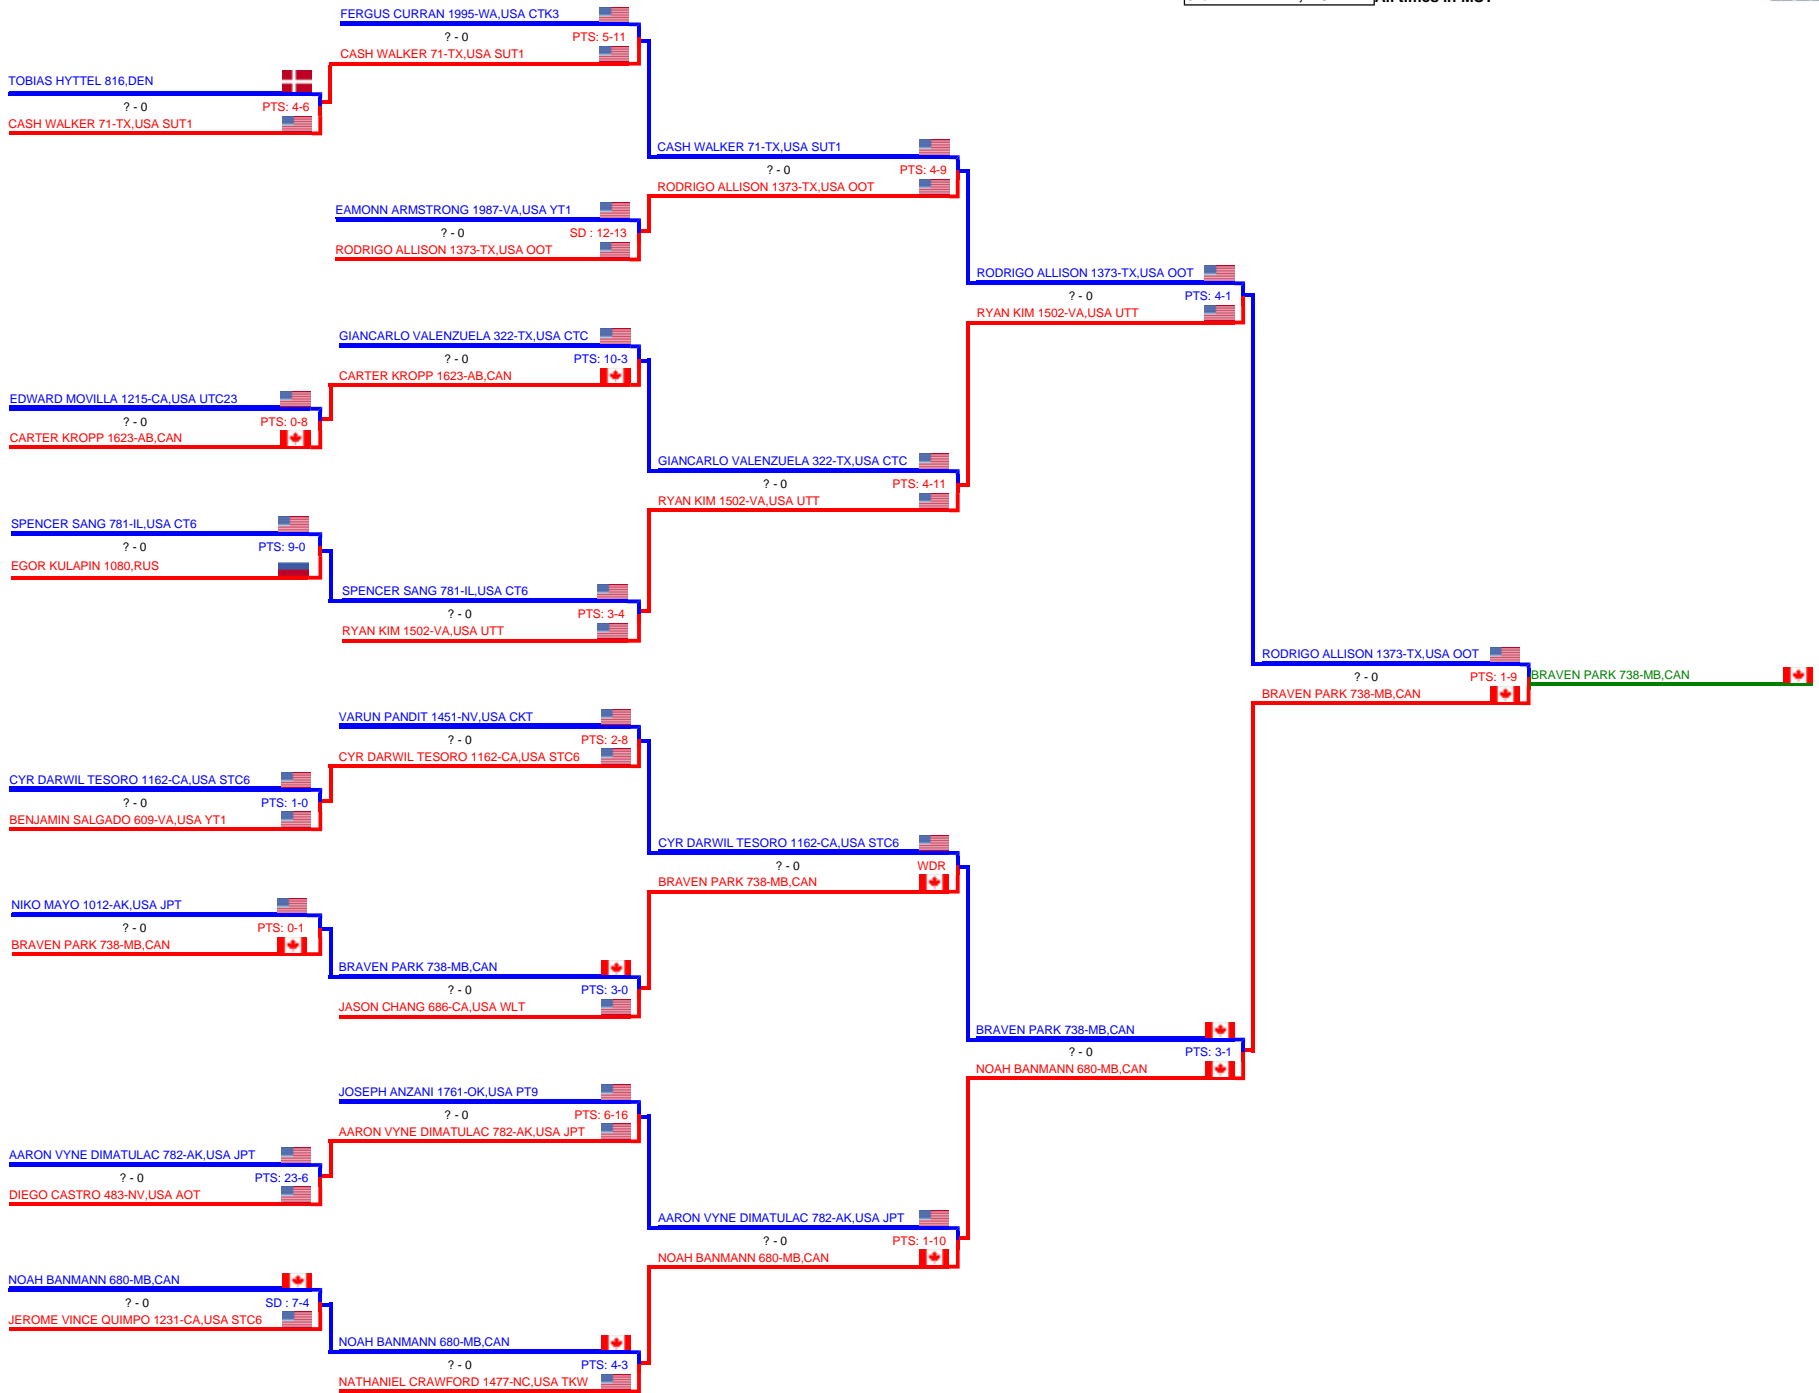 All times in MST
FERGUS CURRAN 1995-WA,USA CTK3
? - 0 PTS: 5-11
CASH WALKER 71-TX,USA SUT1
TOBIAS HYTTEL 816,DEN
? - 0 PTS: 4-6
CASH WALKER 71-TX,USA SUT1
CASH WALKER 71-TX,USA SUT1
? - 0 PTS: 4-9
RODRIGO ALLISON 1373-TX,USA OOT
EAMONN ARMSTRONG 1987-VA,USA YT1
? - 0 SD : 12-13
RODRIGO ALLISON 1373-TX,USA OOT
RODRIGO ALLISON 1373-TX,USA OOT
? - 0 PTS: 4-1
RYAN KIM 1502-VA,USA UTT
GIANCARLO VALENZUELA 322-TX,USA CTC
? - 0 PTS: 10-3
CARTER KROPP 1623-AB,CAN
EDWARD MOVILLA 1215-CA,USA UTC23
? - 0 PTS: 0-8
CARTER KROPP 1623-AB,CAN
GIANCARLO VALENZUELA 322-TX,USA CTC
? - 0 PTS: 4-11
RYAN KIM 1502-VA,USA UTT
SPENCER SANG 781-IL,USA CT6
? - 0 PTS: 9-0
EGOR KULAPIN 1080,RUS
SPENCER SANG 781-IL,USA CT6
? - 0 PTS: 3-4
RYAN KIM 1502-VA,USA UTT
RODRIGO ALLISON 1373-TX,USA OOT
? - 0 PTS: 1-9
BRAVEN PARK 738-MB,CAN
BRAVEN PARK 738-MB,CAN
VARUN PANDIT 1451-NV,USA CKT
? - 0 PTS: 2-8
CYR DARWIL TESORO 1162-CA,USA STC6
CYR DARWIL TESORO 1162-CA,USA STC6
? - 0 PTS: 1-0
BENJAMIN SALGADO 609-VA,USA YT1
CYR DARWIL TESORO 1162-CA,USA STC6
? - 0 WDR
BRAVEN PARK 738-MB,CAN
NIKO MAYO 1012-AK,USA JPT
? - 0 PTS: 0-1
BRAVEN PARK 738-MB,CAN
BRAVEN PARK 738-MB,CAN
? - 0 PTS: 3-0
JASON CHANG 686-CA,USA WLT
BRAVEN PARK 738-MB,CAN
? - 0 PTS: 3-1
NOAH BANMANN 680-MB,CAN
JOSEPH ANZANI 1761-OK,USA PT9
? - 0 PTS: 6-16
AARON VYNE DIMATULAC 782-AK,USA JPT
AARON VYNE DIMATULAC 782-AK,USA JPT
? - 0 PTS: 23-6
DIEGO CASTRO 483-NV,USA AOT
AARON VYNE DIMATULAC 782-AK,USA JPT
? - 0 PTS: 1-10
NOAH BANMANN 680-MB,CAN
NOAH BANMANN 680-MB,CAN
? - 0 SD : 7-4
JEROME VINCE QUIMPO 1231-CA,USA STC6
NOAH BANMANN 680-MB,CAN
? - 0 PTS: 4-3
NATHANIEL CRAWFORD 1477-NC,USA TKW